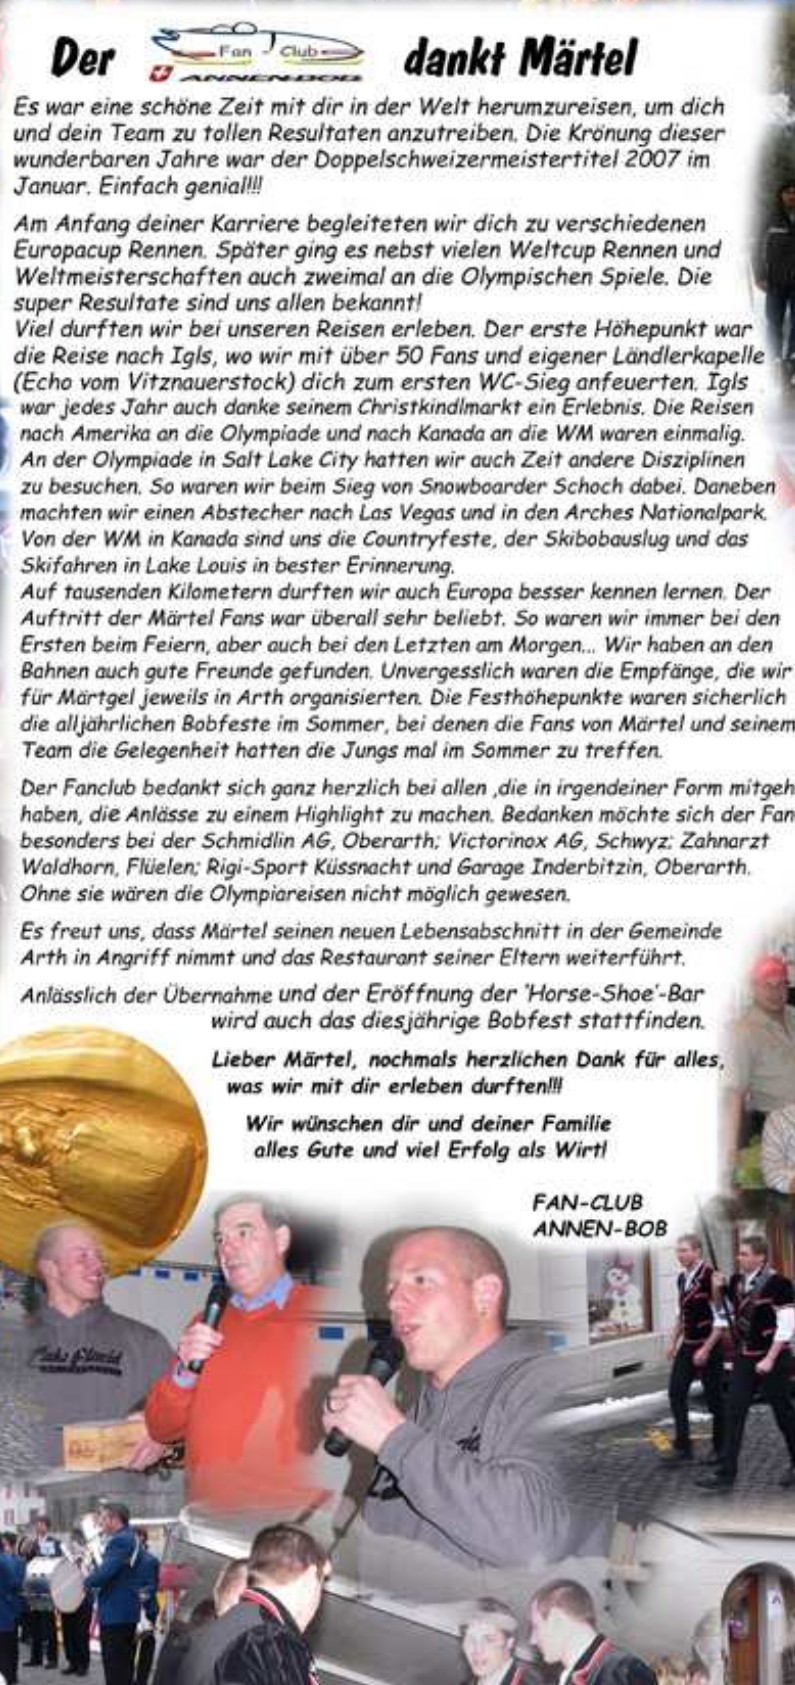 Der Fan Club ANNEN-BOB dankt Märtel
Es war eine schöne Zeit mit dir in der Welt herumzureisen, um dich
und dein Team zu tollen Resultaten anzutreiben. Die Krönung dieser
wunderbaren Jahre war der Doppelschweizermeistertitel 2007 im
Januar. Einfach genial!!!
Am Anfang deiner Karriere begleiteten wir dich zu verschiedenen
Europacup Rennen. Später ging es nebst vielen Weltcup Rennen und
Weltmeisterschaften auch zweimal an die Olympischen Spiele. Die
super Resultate sind uns allen bekannt!
Viel durften wir bei unseren Reisen erleben. Der erste Höhepunkt war
die Reise nach Igls, wo wir mit über 50 Fans und eigener Ländlerkapelle
(Echo vom Vitznauerstock) dich zum ersten WC-Sieg anfeuerten. Igls
war jedes Jahr auch danke seinem Christkindlmarkt ein Erlebnis. Die Reisen
nach Amerika an die Olympiade und nach Kanada an die WM waren einmalig.
An der Olympiade in Salt Lake City hatten wir auch Zeit andere Disziplinen
zu besuchen. So waren wir beim Sieg von Snowboarder Schoch dabei. Daneben
machten wir einen Abstecher nach Las Vegas und in den Arches Nationalpark.
Von der WM in Kanada sind uns die Countryfeste, der Skibobauslug und das
Skifahren in Lake Louis in bester Erinnerung.
Auf tausenden Kilometern durften wir auch Europa besser kennen lernen. Der
Auftritt der Märtel Fans war überall sehr beliebt. So waren wir immer bei den
Ersten beim Feiern, aber auch bei den Letzten am Morgen... Wir haben an den
Bahnen auch gute Freunde gefunden. Unvergesslich waren die Empfänge, die wir
für Märtgel jeweils in Arth organisierten. Die Festhöhepunkte waren sicherlich
die alljährlichen Bobfeste im Sommer, bei denen die Fans von Märtel und seinem
Team die Gelegenheit hatten die Jungs mal im Sommer zu treffen.
Der Fanclub bedankt sich ganz herzlich bei allen ,die in irgendeiner Form mitgeh
haben, die Anlässe zu einem Highlight zu machen. Bedanken möchte sich der Fan
besonders bei der Schmidlin AG, Oberarth; Victorinox AG, Schwyz; Zahnarzt
Waldhorn, Flüelen; Rigi-Sport Küssnacht und Garage Inderbitzin, Oberarth.
Ohne sie wären die Olympiareisen nicht möglich gewesen.
Es freut uns, dass Märtel seinen neuen Lebensabschnitt in der Gemeinde
Arth in Angriff nimmt und das Restaurant seiner Eltern weiterführt.
Anlässlich der Übernahme und der Eröffnung der 'Horse-Shoe'-Bar
wird auch das diesjährige Bobfest stattfinden.
Lieber Märtel, nochmals herzlichen Dank für alles,
was wir mit dir erleben durften!!!
Wir wünschen dir und deiner Familie
alles Gute und viel Erfolg als Wirt!
FAN-CLUB
ANNEN-BOB